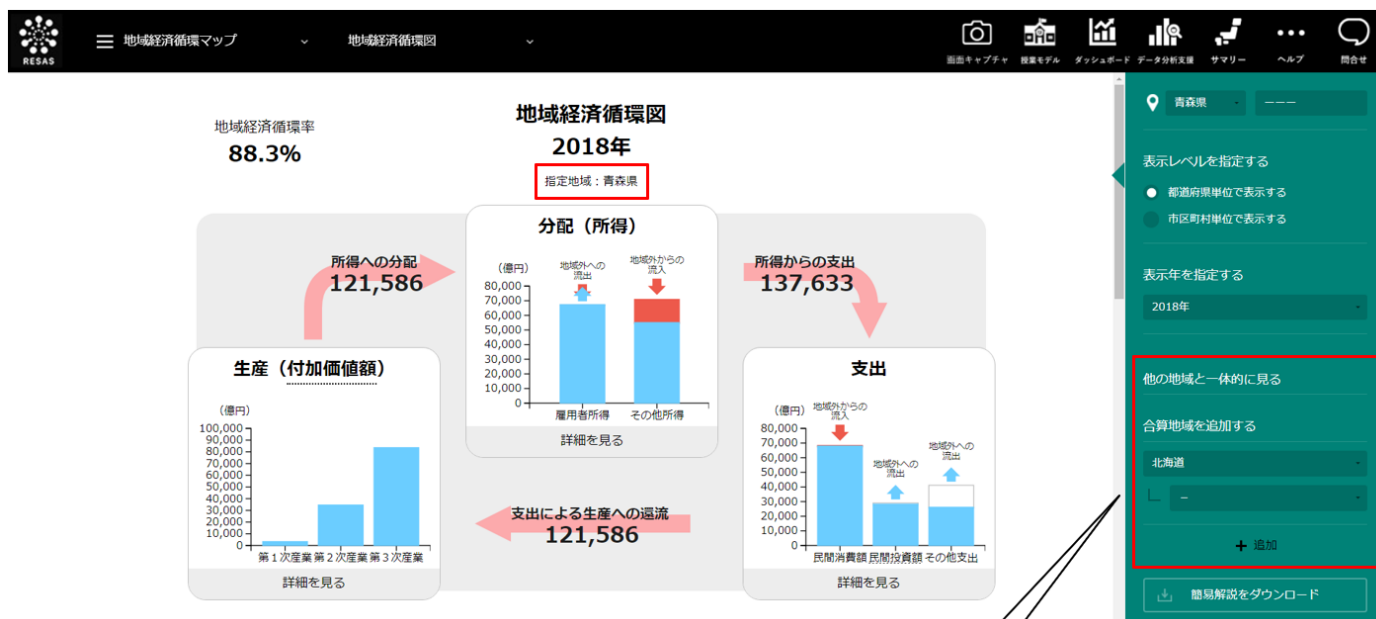 RESAS
地域経済循環マップ
地域経済循環図
画面キャプチャ
授業モデル
ダッシュボード
データ分析支援
サマリー
ヘルプ
問合せ
地域経済循環率
88.3%
地域経済循環図
2018年
指定地域：青森県
所得への分配
121,586
分配（所得）
（億円）
地域外への
流出
地域外からの
流入
80,000
70,000
60,000
50,000
40,000
30,000
20,000
10,000
0
雇用者所得
その他所得
詳細を見る
所得からの支出
137,633
生産（付加価値額）
（億円）
100,000
90,000
80,000
70,000
60,000
50,000
40,000
30,000
20,000
10,000
0
第１次産業
第２次産業
第３次産業
詳細を見る
支出による生産への還流
121,586
支出
（億円）
地域外からの
流入
地域外への
流出
地域外への
流出
80,000
70,000
60,000
50,000
40,000
30,000
20,000
10,000
0
民間消費額
民間投資額
その他支出
詳細を見る
青森県
---
表示レベルを指定する
都道府県単位で表示する
市区町村単位で表示する
表示年を指定する
2018年
他の地域と一体的に見る
合算地域を追加する
北海道
－
＋ 追加
簡易解説をダウンロード